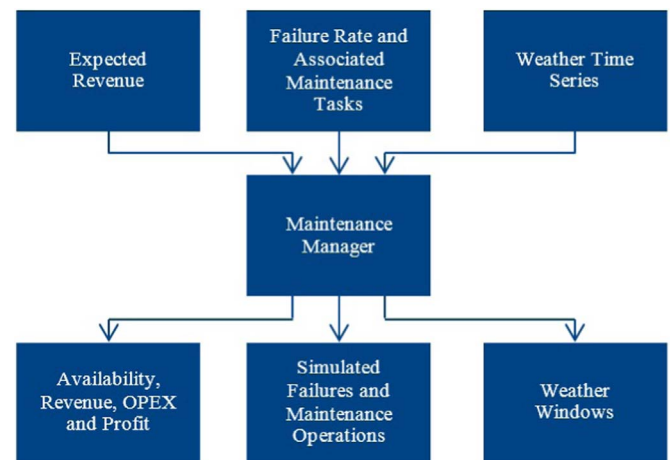 Expected
Revenue
Failure Rate and
Associated
Maintenance
Tasks
Weather Time
Series
Maintenance
Manager
Availability,
Revenue, OPEX
and Profit
Simulated
Failures and
Maintenance
Operations
Weather
Windows